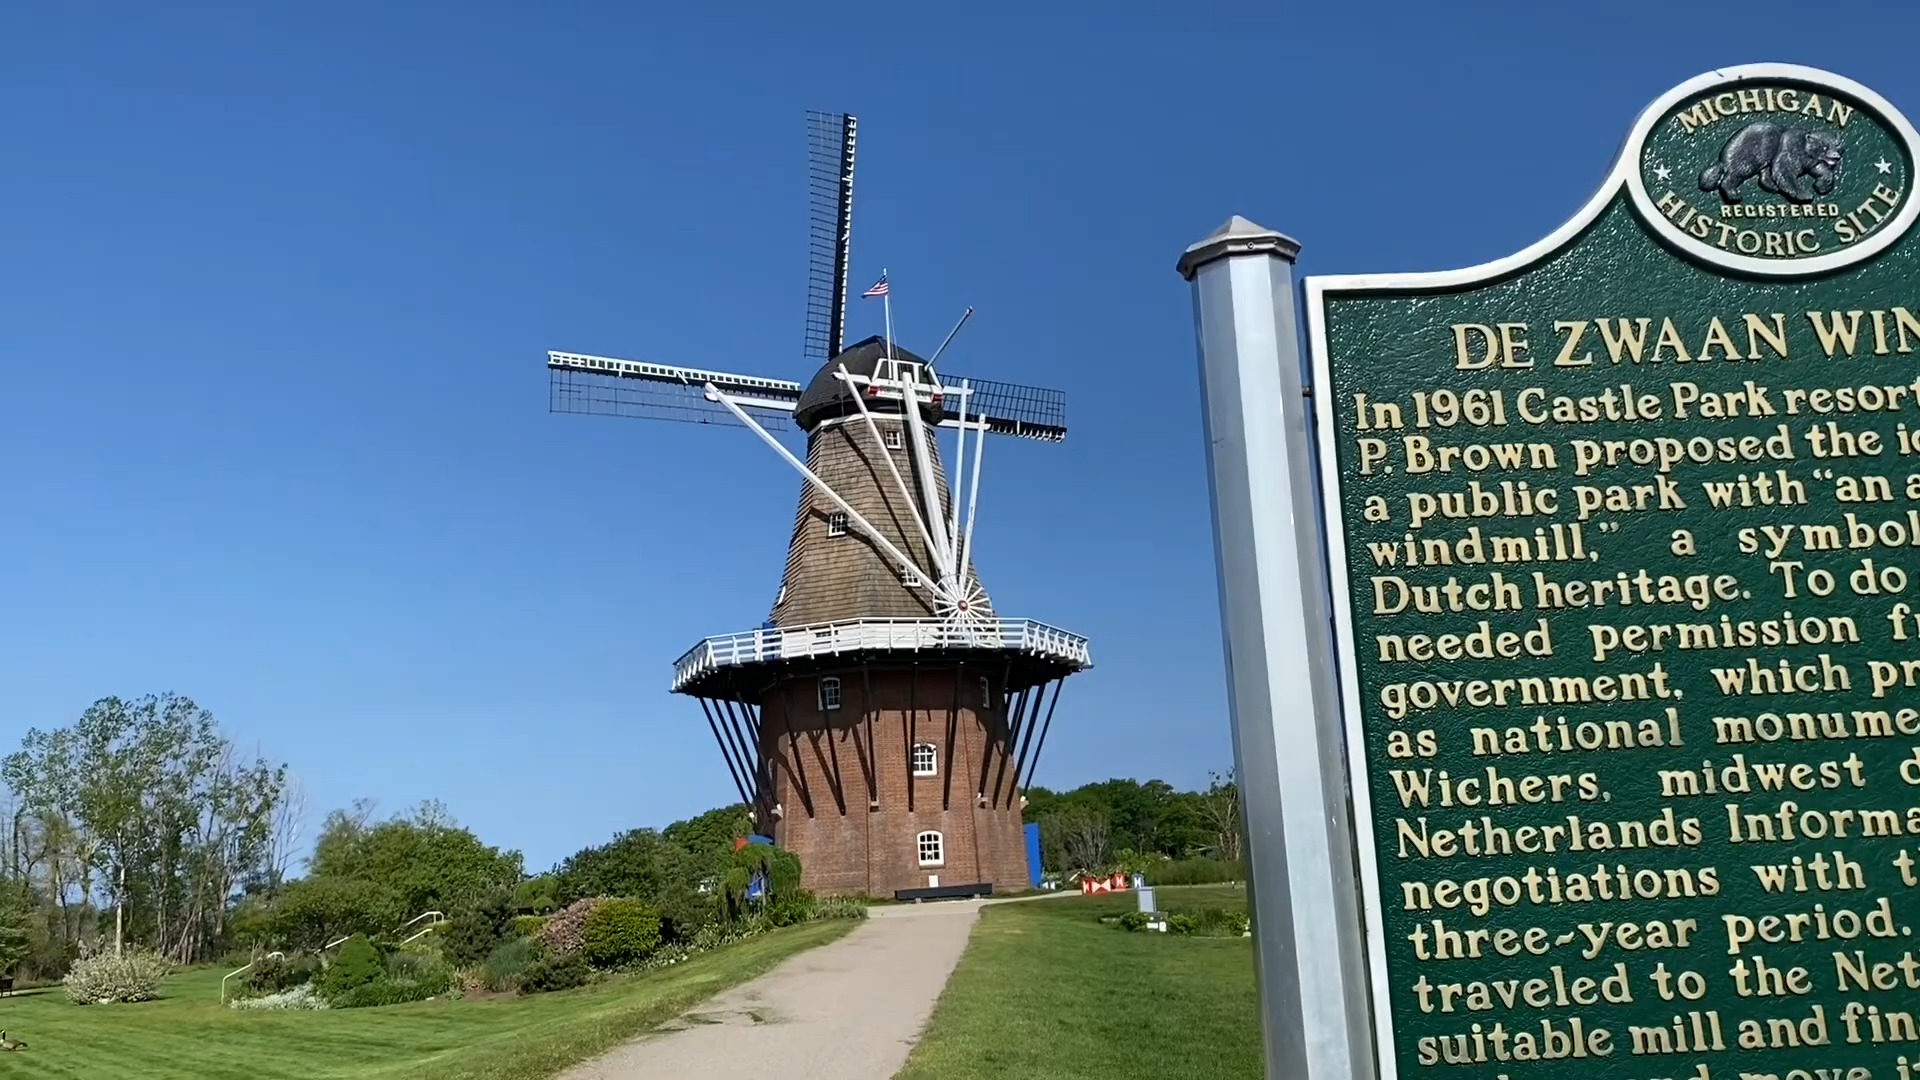 MICHIGAN
REGISTERED
HISTORIC SITE
DE ZWAAN WIN
In 1961 Castle Park resort
P. Brown proposed the i
a public park with “an a
windmill,” a symbol
Dutch heritage. To do
needed permission f
government, which pr
as national monume
Wichers, midwest d
Netherlands Informa
negotiations with t
three-year period.
traveled to the Net
suitable mill and fin
move i